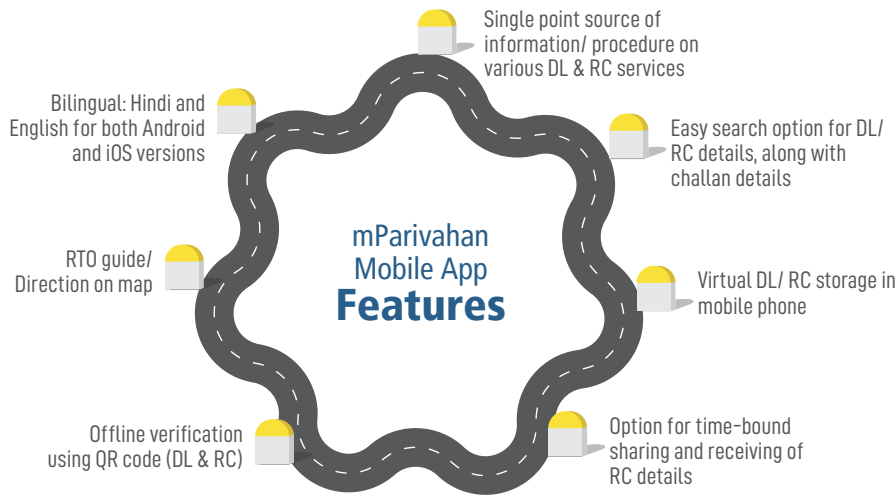 Single point source of
information/ procedure on
various DL & RC services
Easy search option for DL/
RC details, along with
challan details
Virtual DL/ RC storage in
mobile phone
Option for time-bound
sharing and receiving of
RC details
Offline verification
using QR code (DL & RC)
RTO guide/
Direction on map
Bilingual: Hindi and
English for both Android
and iOS versions
mParivahan
Mobile App
Features